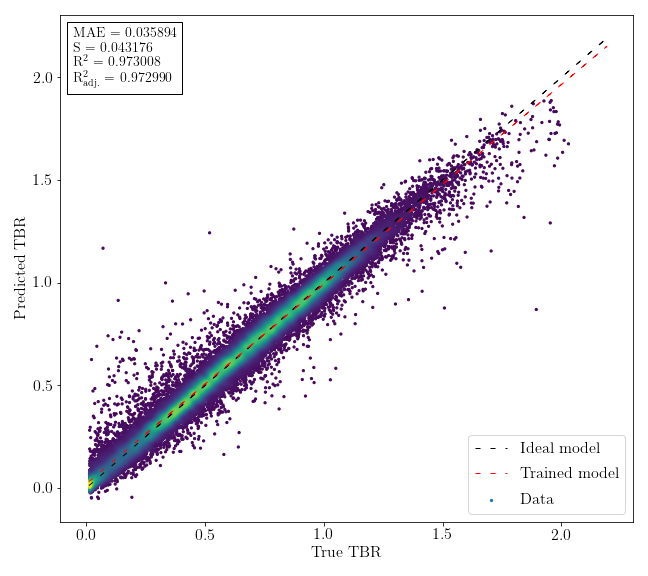 MAE = 0.035894
S = 0.043176
R² = 0.973008
R²adj. = 0.972990
2.0
1.5
1.0
0.5
0.0
Predicted TBR
Ideal model
Trained model
Data
0.0 0.5 1.0 1.5 2.0
True TBR